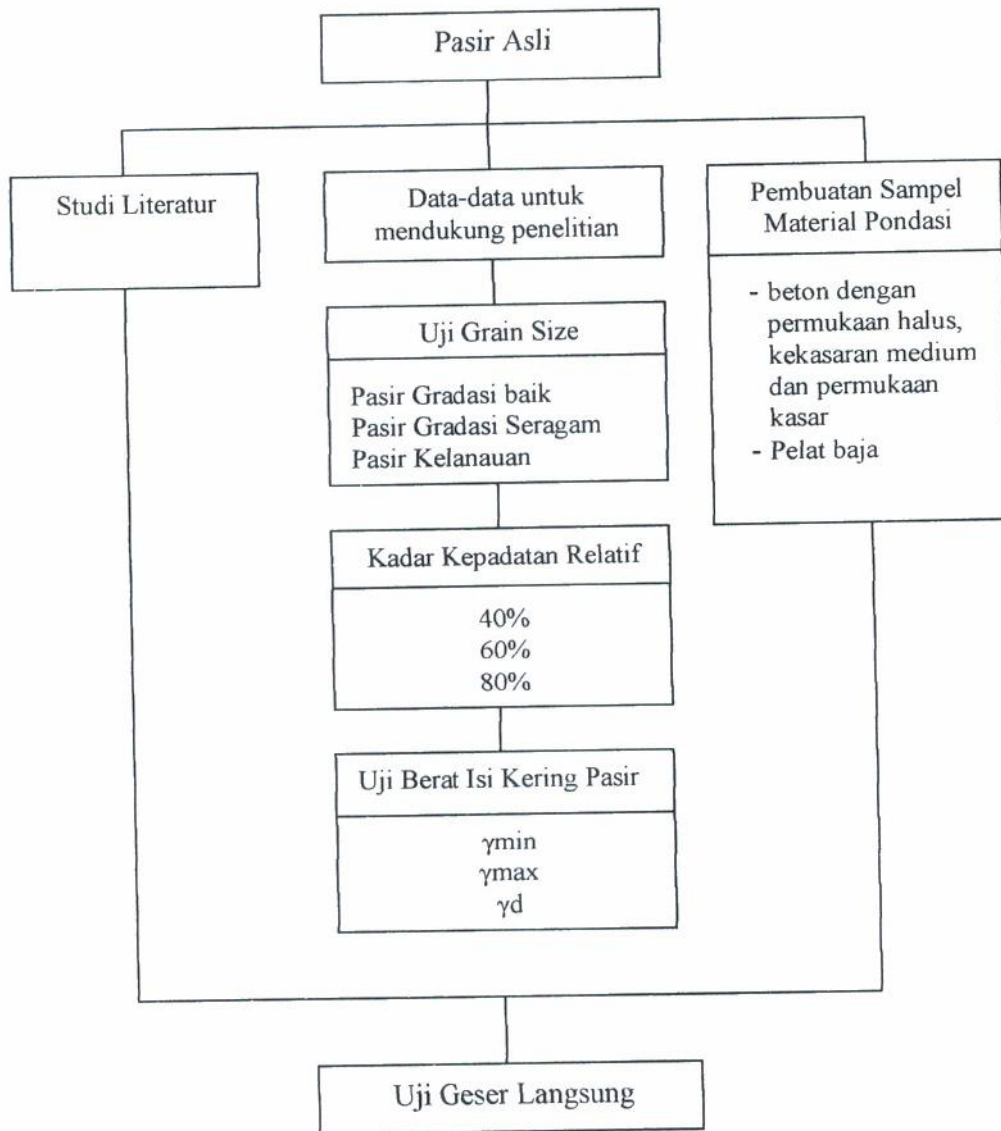 Pasir Asli
Studi Literatur
Data-data untuk
mendukung penelitian
Pembuatan Sampel
Material Pondasi
- beton dengan
permukaan halus,
kekasaran medium
dan permukaan
kasar
- Pelat baja
Uji Grain Size
Pasir Gradasi baik
Pasir Gradasi Seragam
Pasir Kelanauan
Kadar Kepadatan Relatif
40%
60%
80%
Uji Berat Isi Kering Pasir
γmin
γmax
γd
Uji Geser Langsung